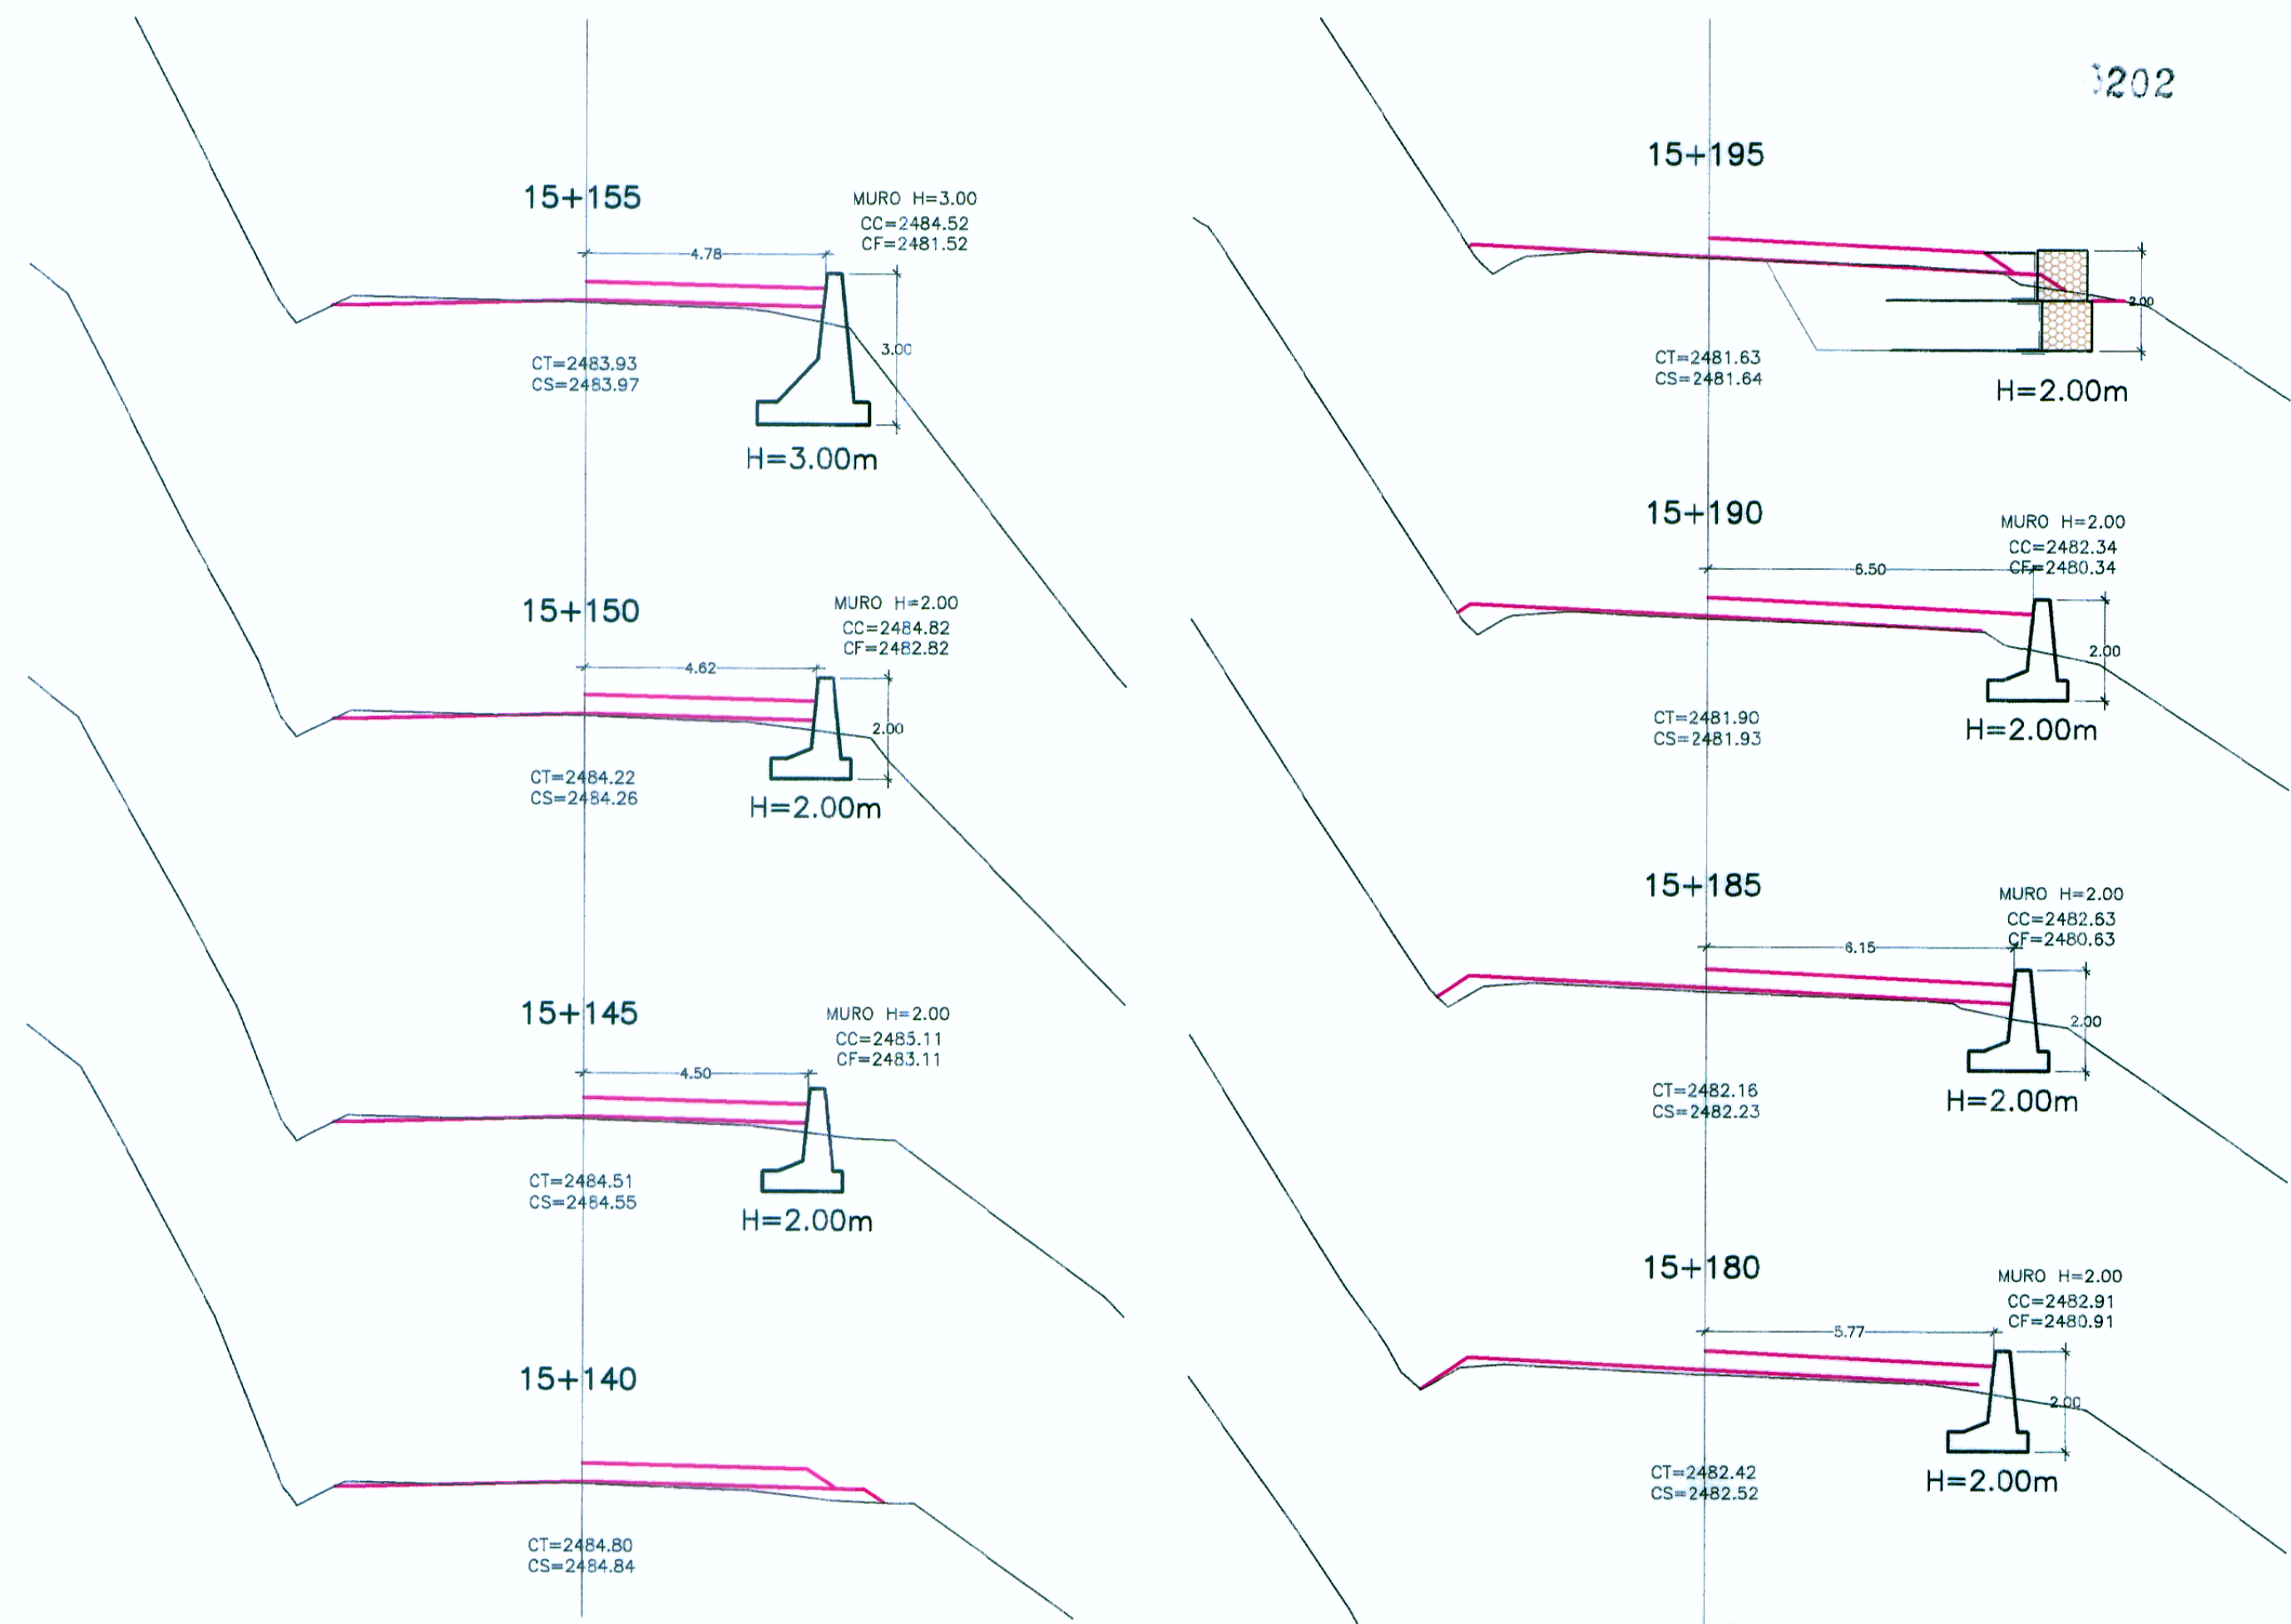 15+155
MURO H=3.00
CC=2484.52
CF=2481.52
4.78
3.00
CT=2483.93
CS=2483.97
H=3.00m
15+150
MURO H=2.00
CC=2484.82
CF=2482.82
4.62
2.00
CT=2484.22
CS=2484.26
H=2.00m
15+145
MURO H=2.00
CC=2485.11
CF=2483.11
4.50
CT=2484.51
CS=2484.55
H=2.00m
15+140
CT=2484.80
CS=2484.84
202
15+195
2.00
CT=2481.63
CS=2481.64
H=2.00m
15+190
MURO H=2.00
CC=2482.34
CF=2480.34
6.50
2.00
CT=2481.90
CS=2481.93
H=2.00m
15+185
MURO H=2.00
CC=2482.63
CF=2480.63
6.15
2.00
CT=2482.16
CS=2482.23
H=2.00m
15+180
MURO H=2.00
CC=2482.91
CF=2480.91
5.77
2.00
CT=2482.42
CS=2482.52
H=2.00m